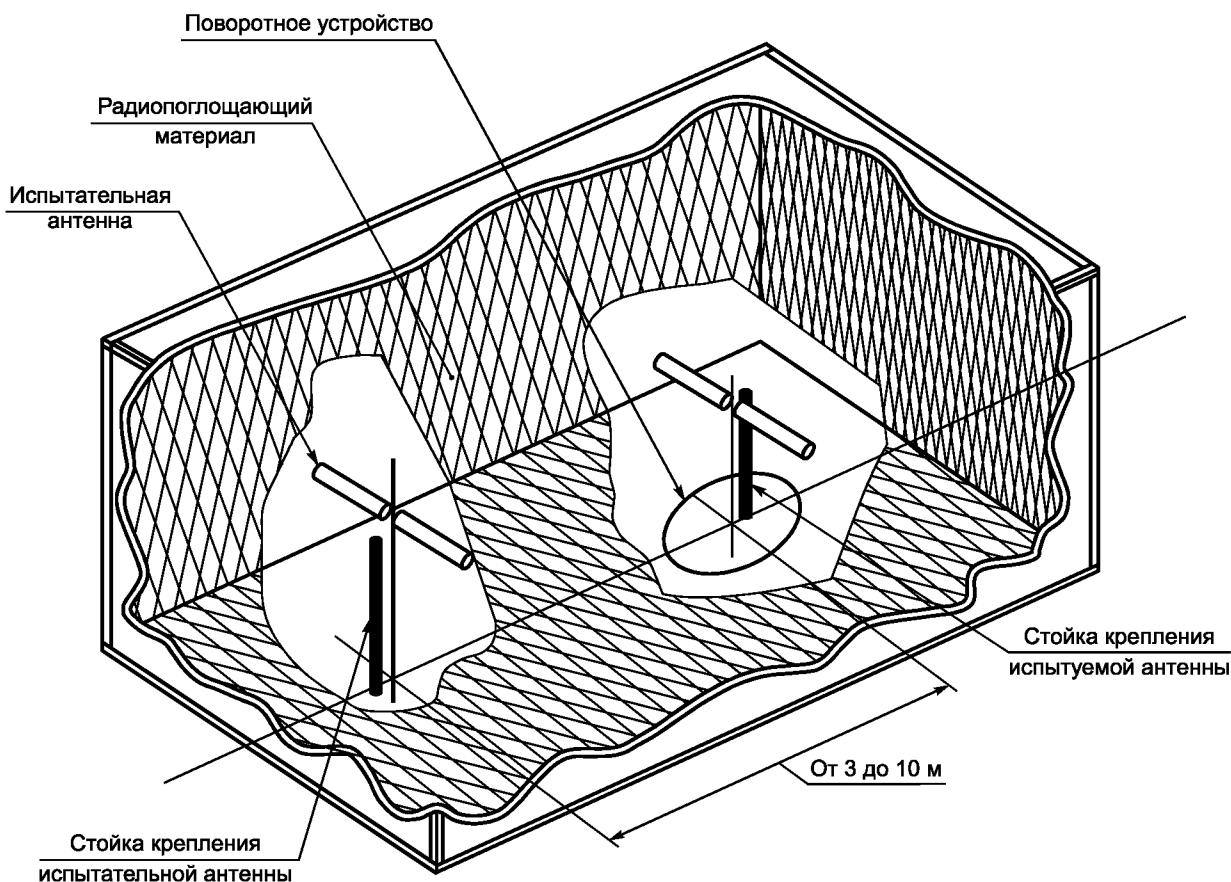 Поворотное устройство
Радиопоглощающий
материал
Испытательная
антенна
Стойка крепления
испытуемой антенны
От 3 до 10 м
Стойка крепления
испытательной антенны